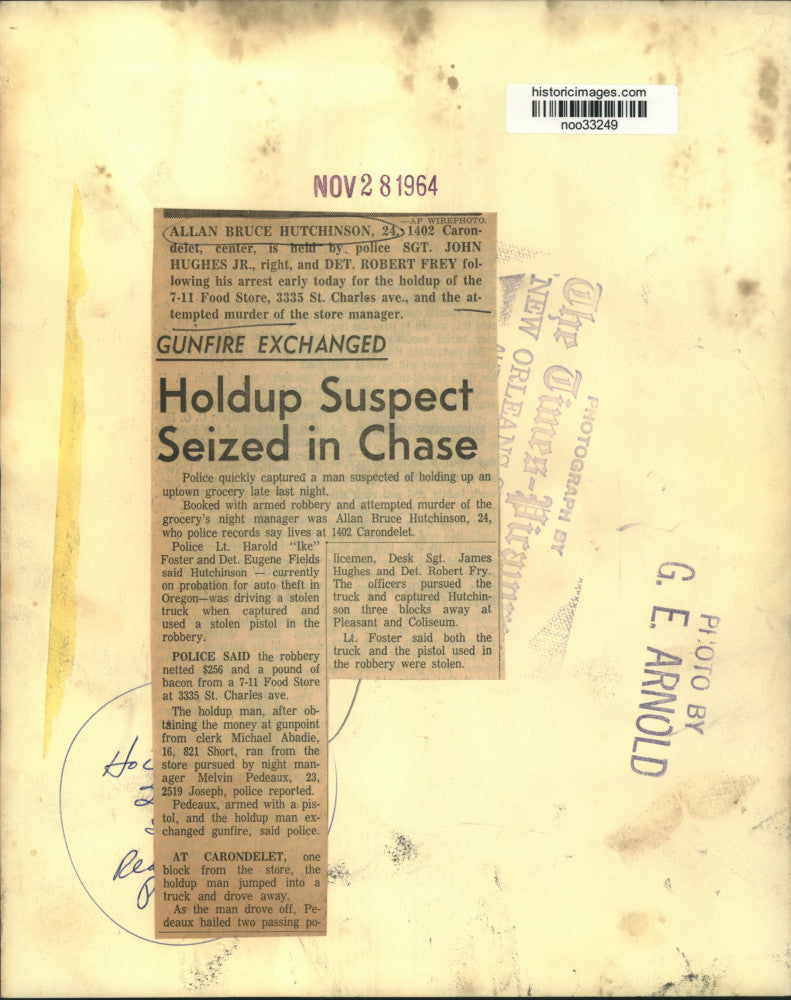 historicimages.com
noo33249
NOV 28 1964
—AP WIREPHOTO.
ALLAN BRUCE HUTCHINSON, 24, 1402 Caron-
delet, center, is held by police SGT. JOHN
HUGHES JR., right, and DET. ROBERT FREY fol-
lowing his arrest early today for the holdup of the
7-11 Food Store, 3335 St. Charles ave., and the at-
tempted murder of the store manager.
GUNFIRE EXCHANGED
Holdup Suspect
Seized in Chase
Police quickly captured a man suspected of holding up an
uptown grocery late last night.
Booked with armed robbery and attempted murder of the
grocery's night manager was Allan Bruce Hutchinson, 24,
who police records say lives at 1402 Carondelet.
Police Lt. Harold "Ike"
Foster and Det. Eugene Fields
said Hutchinson — currently
on probation for auto theft in
Oregon—was driving a stolen
truck when captured and
used a stolen pistol in the
robbery.
POLICE SAID the robbery
netted $256 and a pound of
bacon from a 7-11 Food Store
at 3335 St. Charles ave.
The holdup man, after ob-
taining the money at gunpoint
from clerk Michael Abadie,
16, 821 Short, ran from the
store pursued by night man-
ager Melvin Pedeaux, 23,
2519 Joseph, police reported.
Pedeaux, armed with a pis-
tol, and the holdup man ex-
changed gunfire, said police.
AT CARONDELET, one
block from the store, the
holdup man jumped into a
truck and drove away.
As the man drove off, Pe-
deaux hailed two passing po-
licemen, Desk Sgt. James
Hughes and Det. Robert Fry.
The officers pursued the
truck and captured Hutchin-
son three blocks away at
Pleasant and Coliseum.
Lt. Foster said both the
truck and the pistol used in
the robbery were stolen.
PHOTOGRAPH BY
The Times-Picayune
NEW ORLEANS
PHOTO BY
G. E. ARNOLD